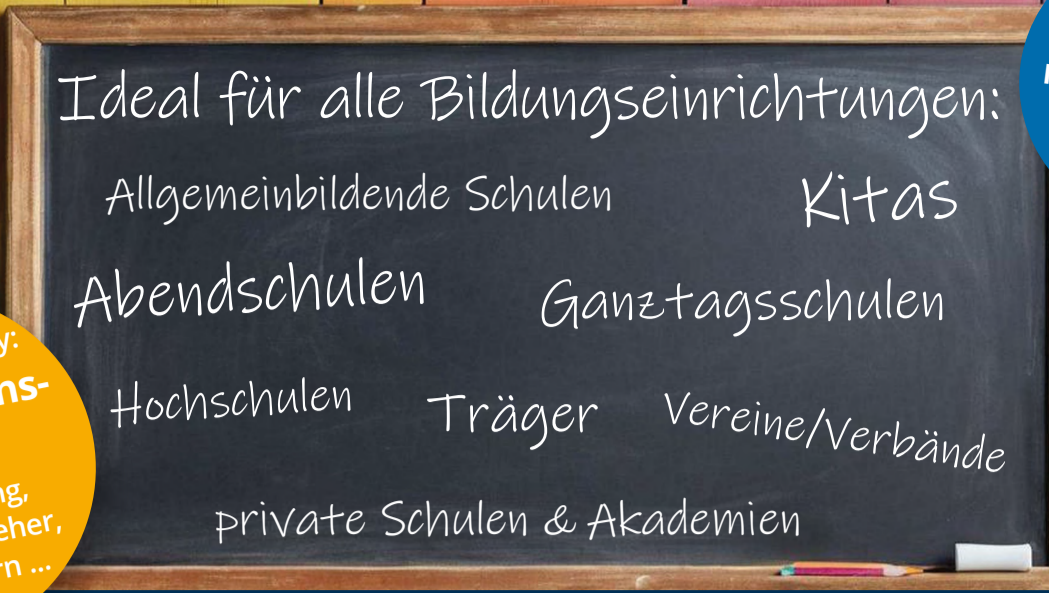 Ideal für alle Bildungseinrichtungen:
Allgemeinbildende Schulen
Kitas
Abendschulen
Ganztagsschulen
Hochschulen
Träger
Vereine/Verbände
private Schulen & Akademien